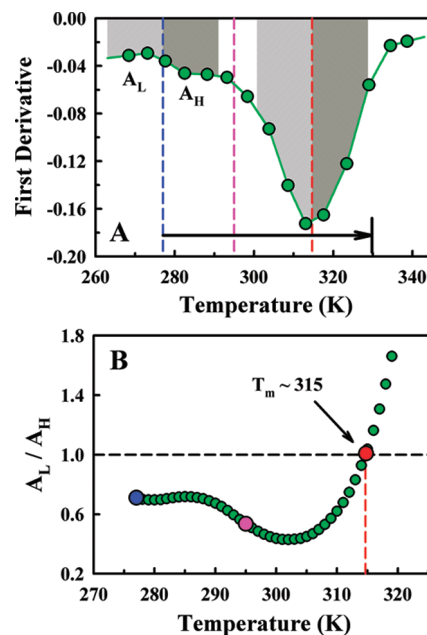 0.00
-0.04
-0.08
-0.12
-0.16
-0.20
First Derivative
A_L
A_H
A
260 280 300 320 340
Temperature (K)
1.8
1.4
1.0
0.6
0.2
A_L / A_H
B
T_m ~ 315
270 280 290 300 310 320
Temperature (K)